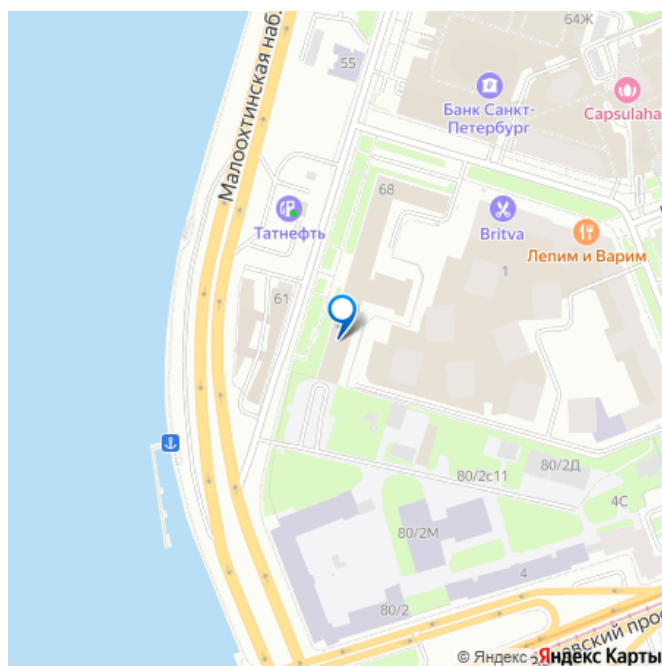 64Ж
Малоохтинская наб.
55
Банк Санкт-
Петербург
Capsulaha
68
Татнефть
Britva
Лепим и Варим
1
61
80/2с11
80/2Д
4С
80/2М
4
80/2
© Яндекс
Яндекс Карты